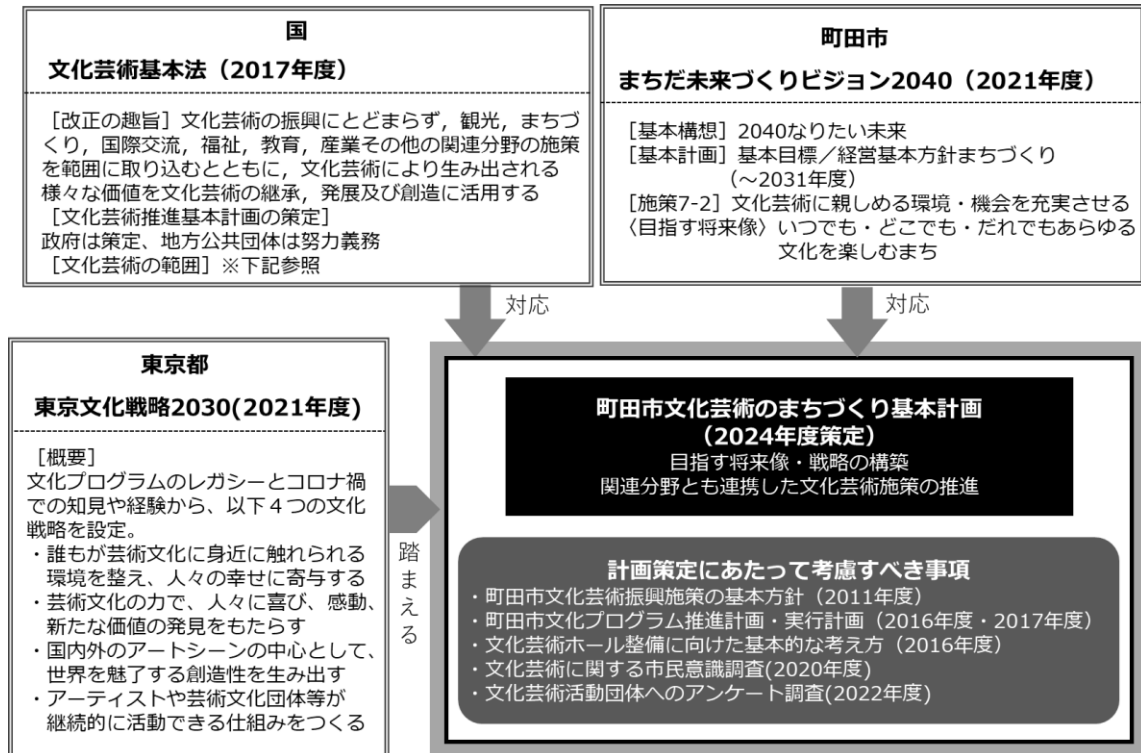 国
文化芸術基本法（2017年度）
［改正の趣旨］文化芸術の振興にとどまらず，観光，まちづ
くり，国際交流，福祉，教育，産業その他の関連分野の施策
を範囲に取り込むとともに，文化芸術により生み出される
様々な価値を文化芸術の継承，発展及び創造に活用する
［文化芸術推進基本計画の策定］
政府は策定、地方公共団体は努力義務
［文化芸術の範囲］※下記参照
町田市
まちだ未来づくりビジョン2040（2021年度）
［基本構想］2040なりたい未来
［基本計画］基本目標／経営基本方針まちづくり
（～2031年度）
［施策7-2］文化芸術に親しめる環境・機会を充実させる
〈目指す将来像〉いつでも・どこでも・だれでもあらゆる
文化を楽しむまち
対応
対応
東京都
東京文化戦略2030(2021年度)
［概要］
文化プログラムのレガシーとコロナ禍
での知見や経験から、以下４つの文化
戦略を設定。
・誰もが芸術文化に身近に触れられる
環境を整え、人々の幸せに寄与する
・芸術文化の力で、人々に喜び、感動、
新たな価値の発見をもたらす
・国内外のアートシーンの中心として、
世界を魅了する創造性を生み出す
・アーティストや芸術文化団体等が
継続的に活動できる仕組みをつくる
踏まえる
町田市文化芸術のまちづくり基本計画
（2024年度策定）
目指す将来像・戦略の構築
関連分野とも連携した文化芸術施策の推進
計画策定にあたって考慮すべき事項
・町田市文化芸術振興施策の基本方針（2011年度）
・町田市文化プログラム推進計画・実行計画（2016年度・2017年度）
・文化芸術ホール整備に向けた基本的な考え方（2016年度）
・文化芸術に関する市民意識調査(2020年度)
・文化芸術活動団体へのアンケート調査(2022年度)